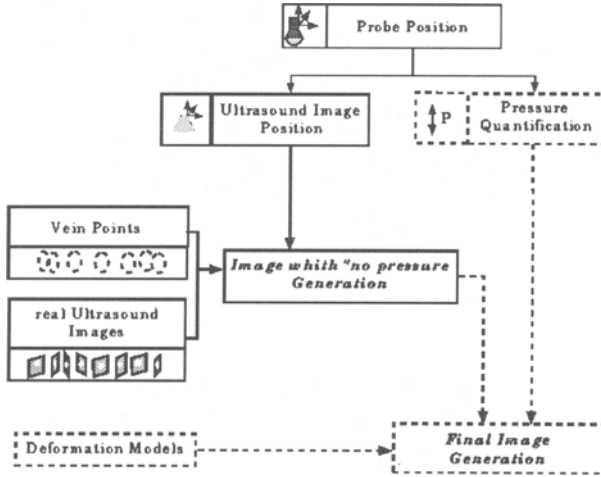 Probe Position
Ultrasound Image
Position
P
Pressure
Quantification
Vein Points
Image whith "no pressure
Generation
real Ultrasound
Images
Deformation Models
Final Image
Generation